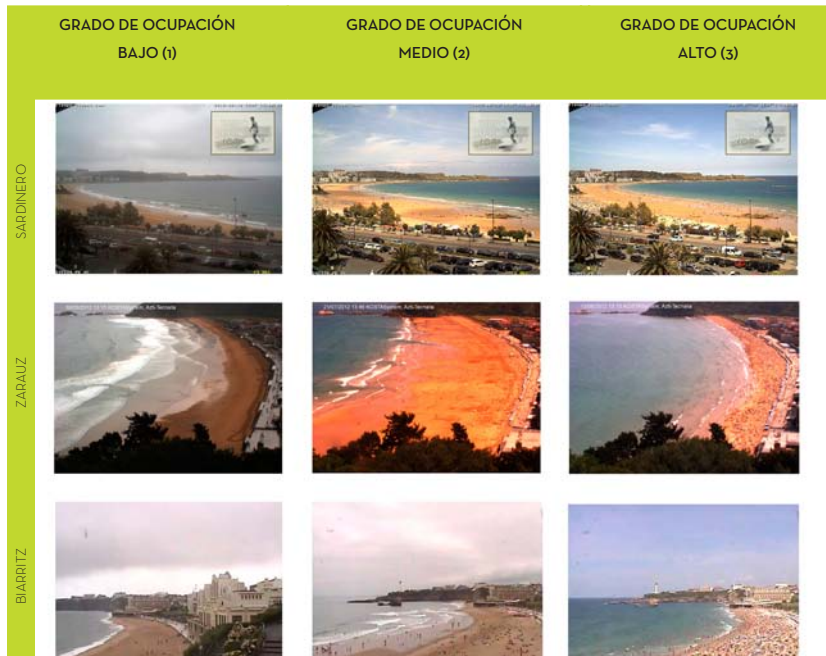 GRADO DE OCUPACIÓN
BAJO (1)
GRADO DE OCUPACIÓN
MEDIO (2)
GRADO DE OCUPACIÓN
ALTO (3)
SARDINERO
ZARAUZ
BIARRITZ